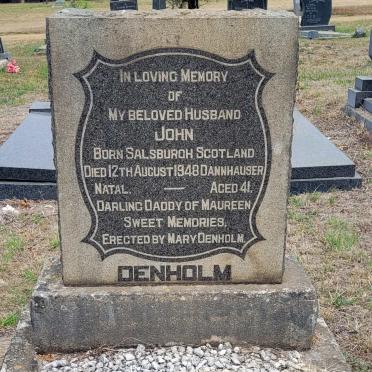 IN LOVING MEMORY
OF
MY BELOVED HUSBAND
JOHN
BORN SALSBURGH SCOTLAND
DIED 12TH AUGUST 1948 DANNHAUSER
NATAL. — AGED 41.
DARLING DADDY OF MAUREEN
SWEET MEMORIES.
ERECTED BY MARY DENHOLM.
DENHOLM